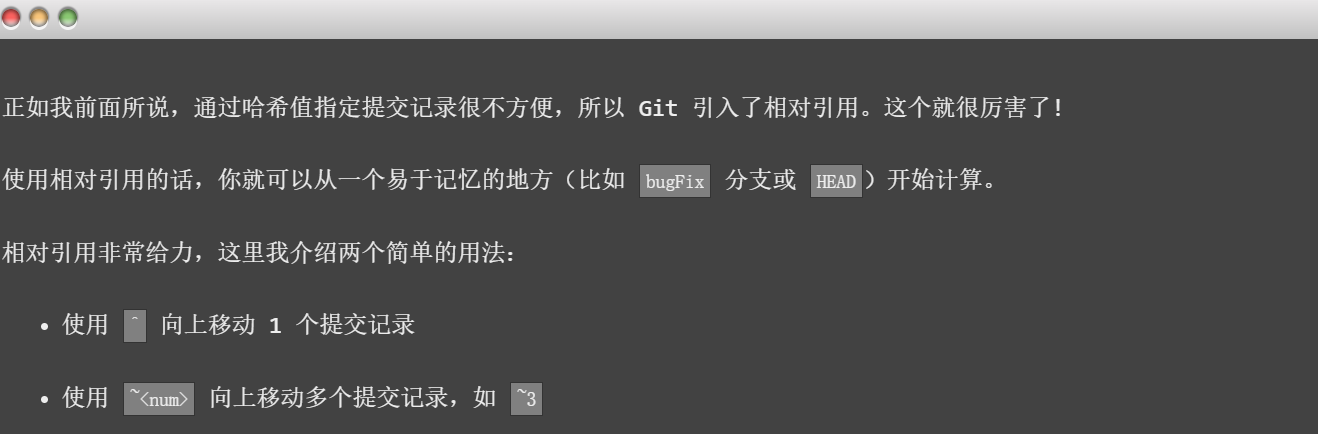 正如我前面所说，通过哈希值指定提交记录很不方便，所以 Git 引入了相对引用。这个就很厉害了!
使用相对引用的话，你就可以从一个易于记忆的地方（比如 bugFix 分支或 HEAD）开始计算。
相对引用非常给力，这里我介绍两个简单的用法：
• 使用 ^ 向上移动 1 个提交记录
• 使用 ~<num> 向上移动多个提交记录，如 ~3